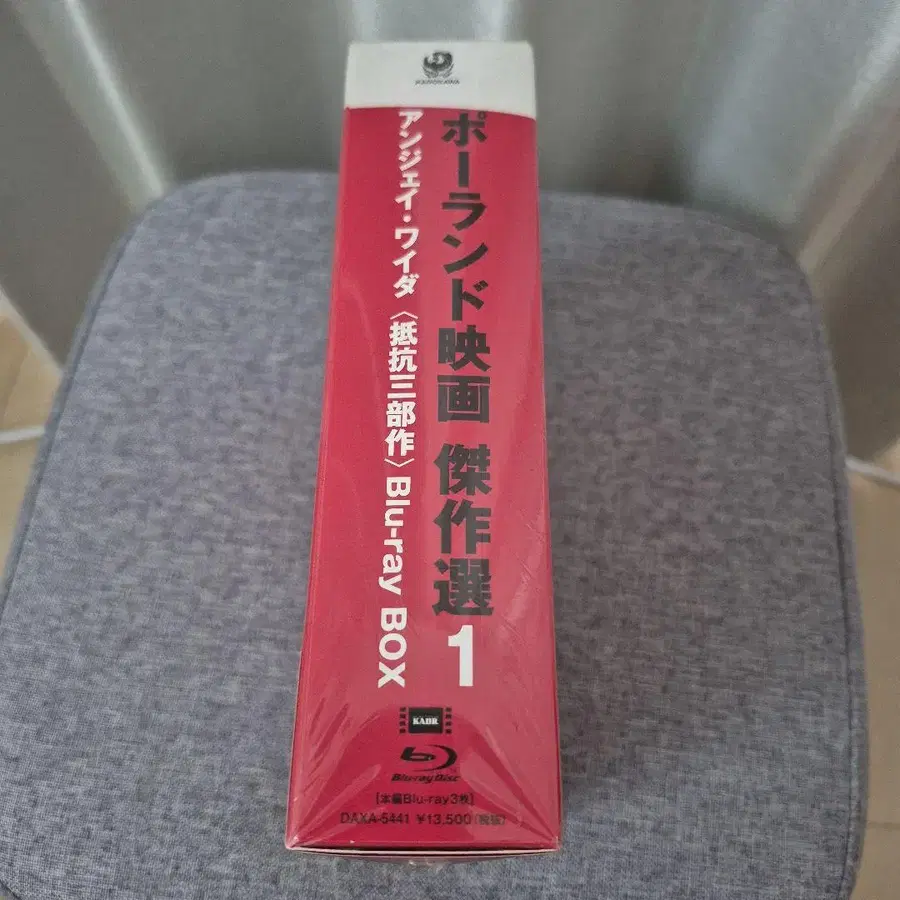 KADOKAWA
ポーランド映画 傑作選 1
アンジェイ・ワイダ〈抵抗三部作〉Blu-ray BOX
KADR
Blu-ray Disc
[本編Blu-ray3枚]
DAXA-5441 ¥13,500(税抜)